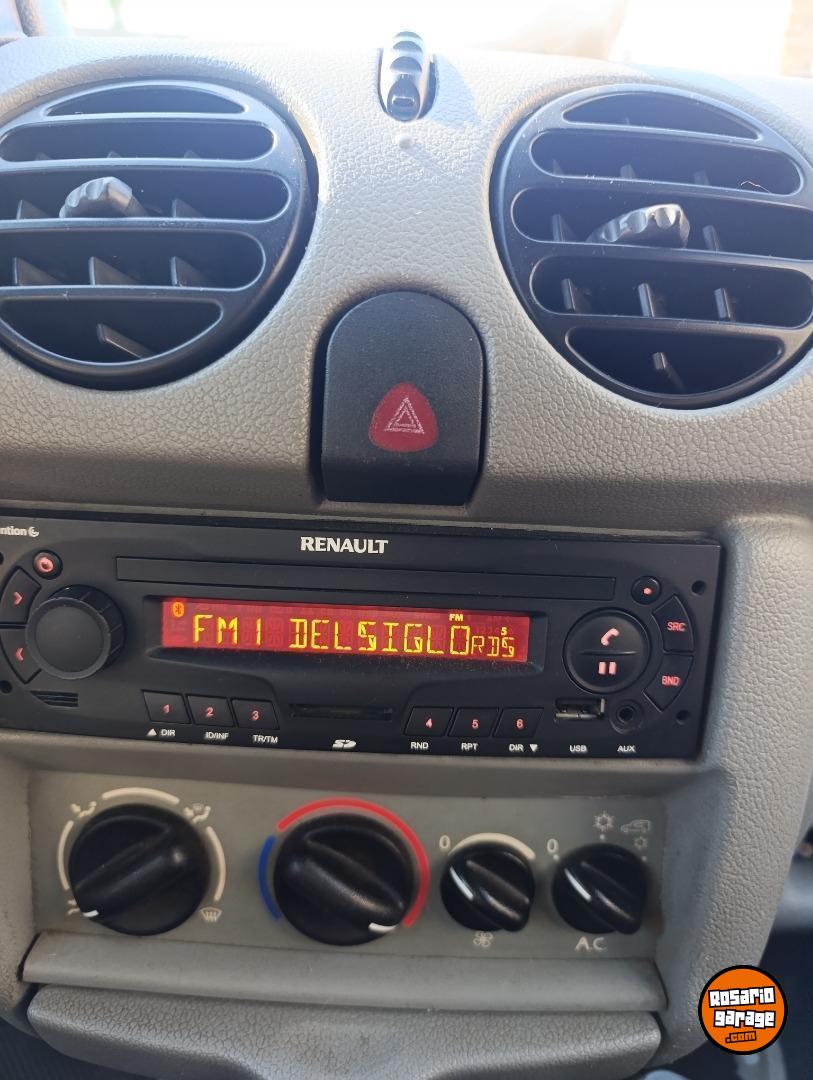 RENAULT
FM
FM1 DELSIGLO RDS
5
SRC
BND
1 2 3 4 5 6
DIR ID/INF TR/TM RND RPT DIR USB AUX
SD
0
0
A.C.
Rosario
garage
.com